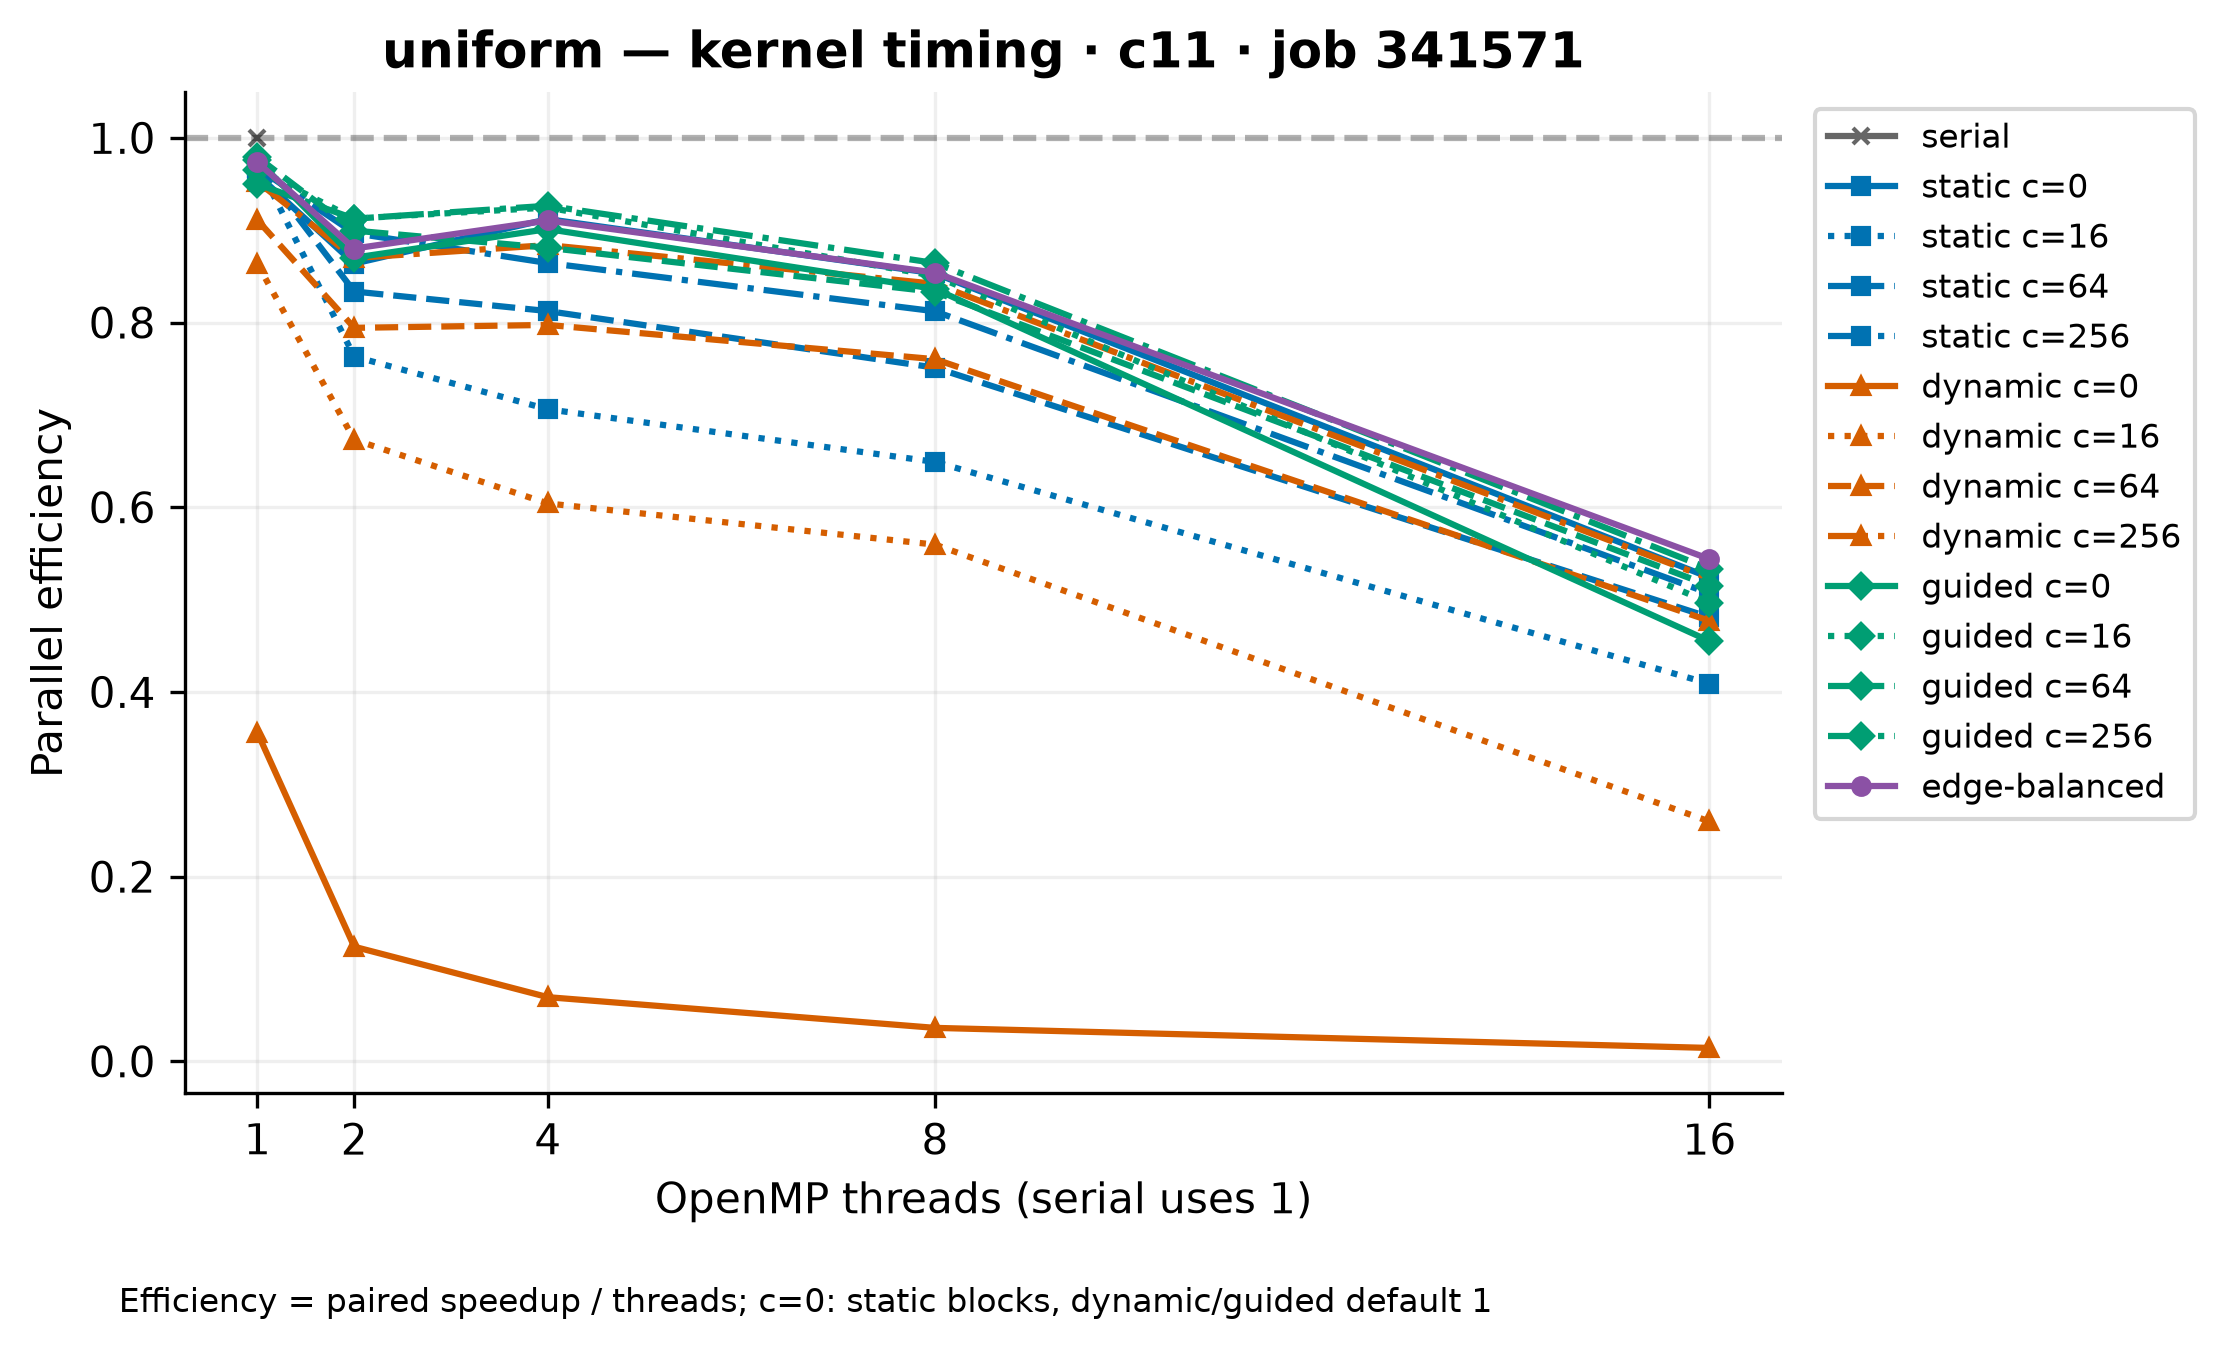 uniform — kernel timing · c11 · job 341571
Parallel efficiency
1.0
0.8
0.6
0.4
0.2
0.0
1 2 4 8 16
OpenMP threads (serial uses 1)
serial
static c=0
static c=16
static c=64
static c=256
dynamic c=0
dynamic c=16
dynamic c=64
dynamic c=256
guided c=0
guided c=16
guided c=64
guided c=256
edge-balanced
Efficiency = paired speedup / threads; c=0: static blocks, dynamic/guided default 1